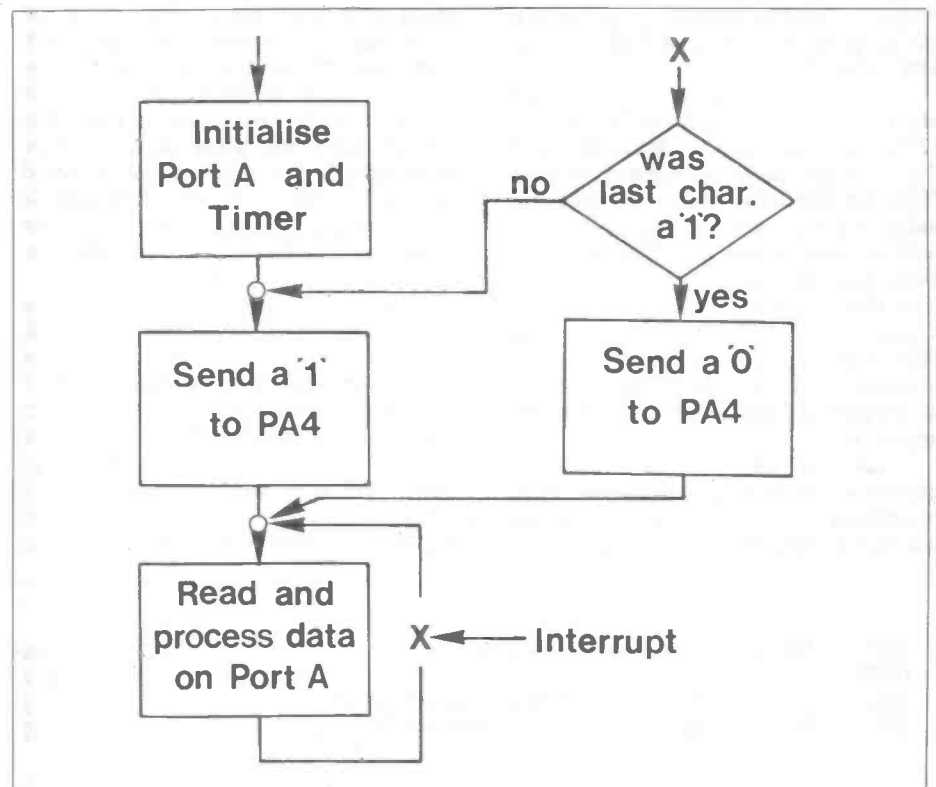 Initialise
Port A and
Timer
X
was
last char.
a '1'?
no
yes
Send a '1'
to PA4
Send a '0'
to PA4
Read and
process data
on Port A
X
Interrupt